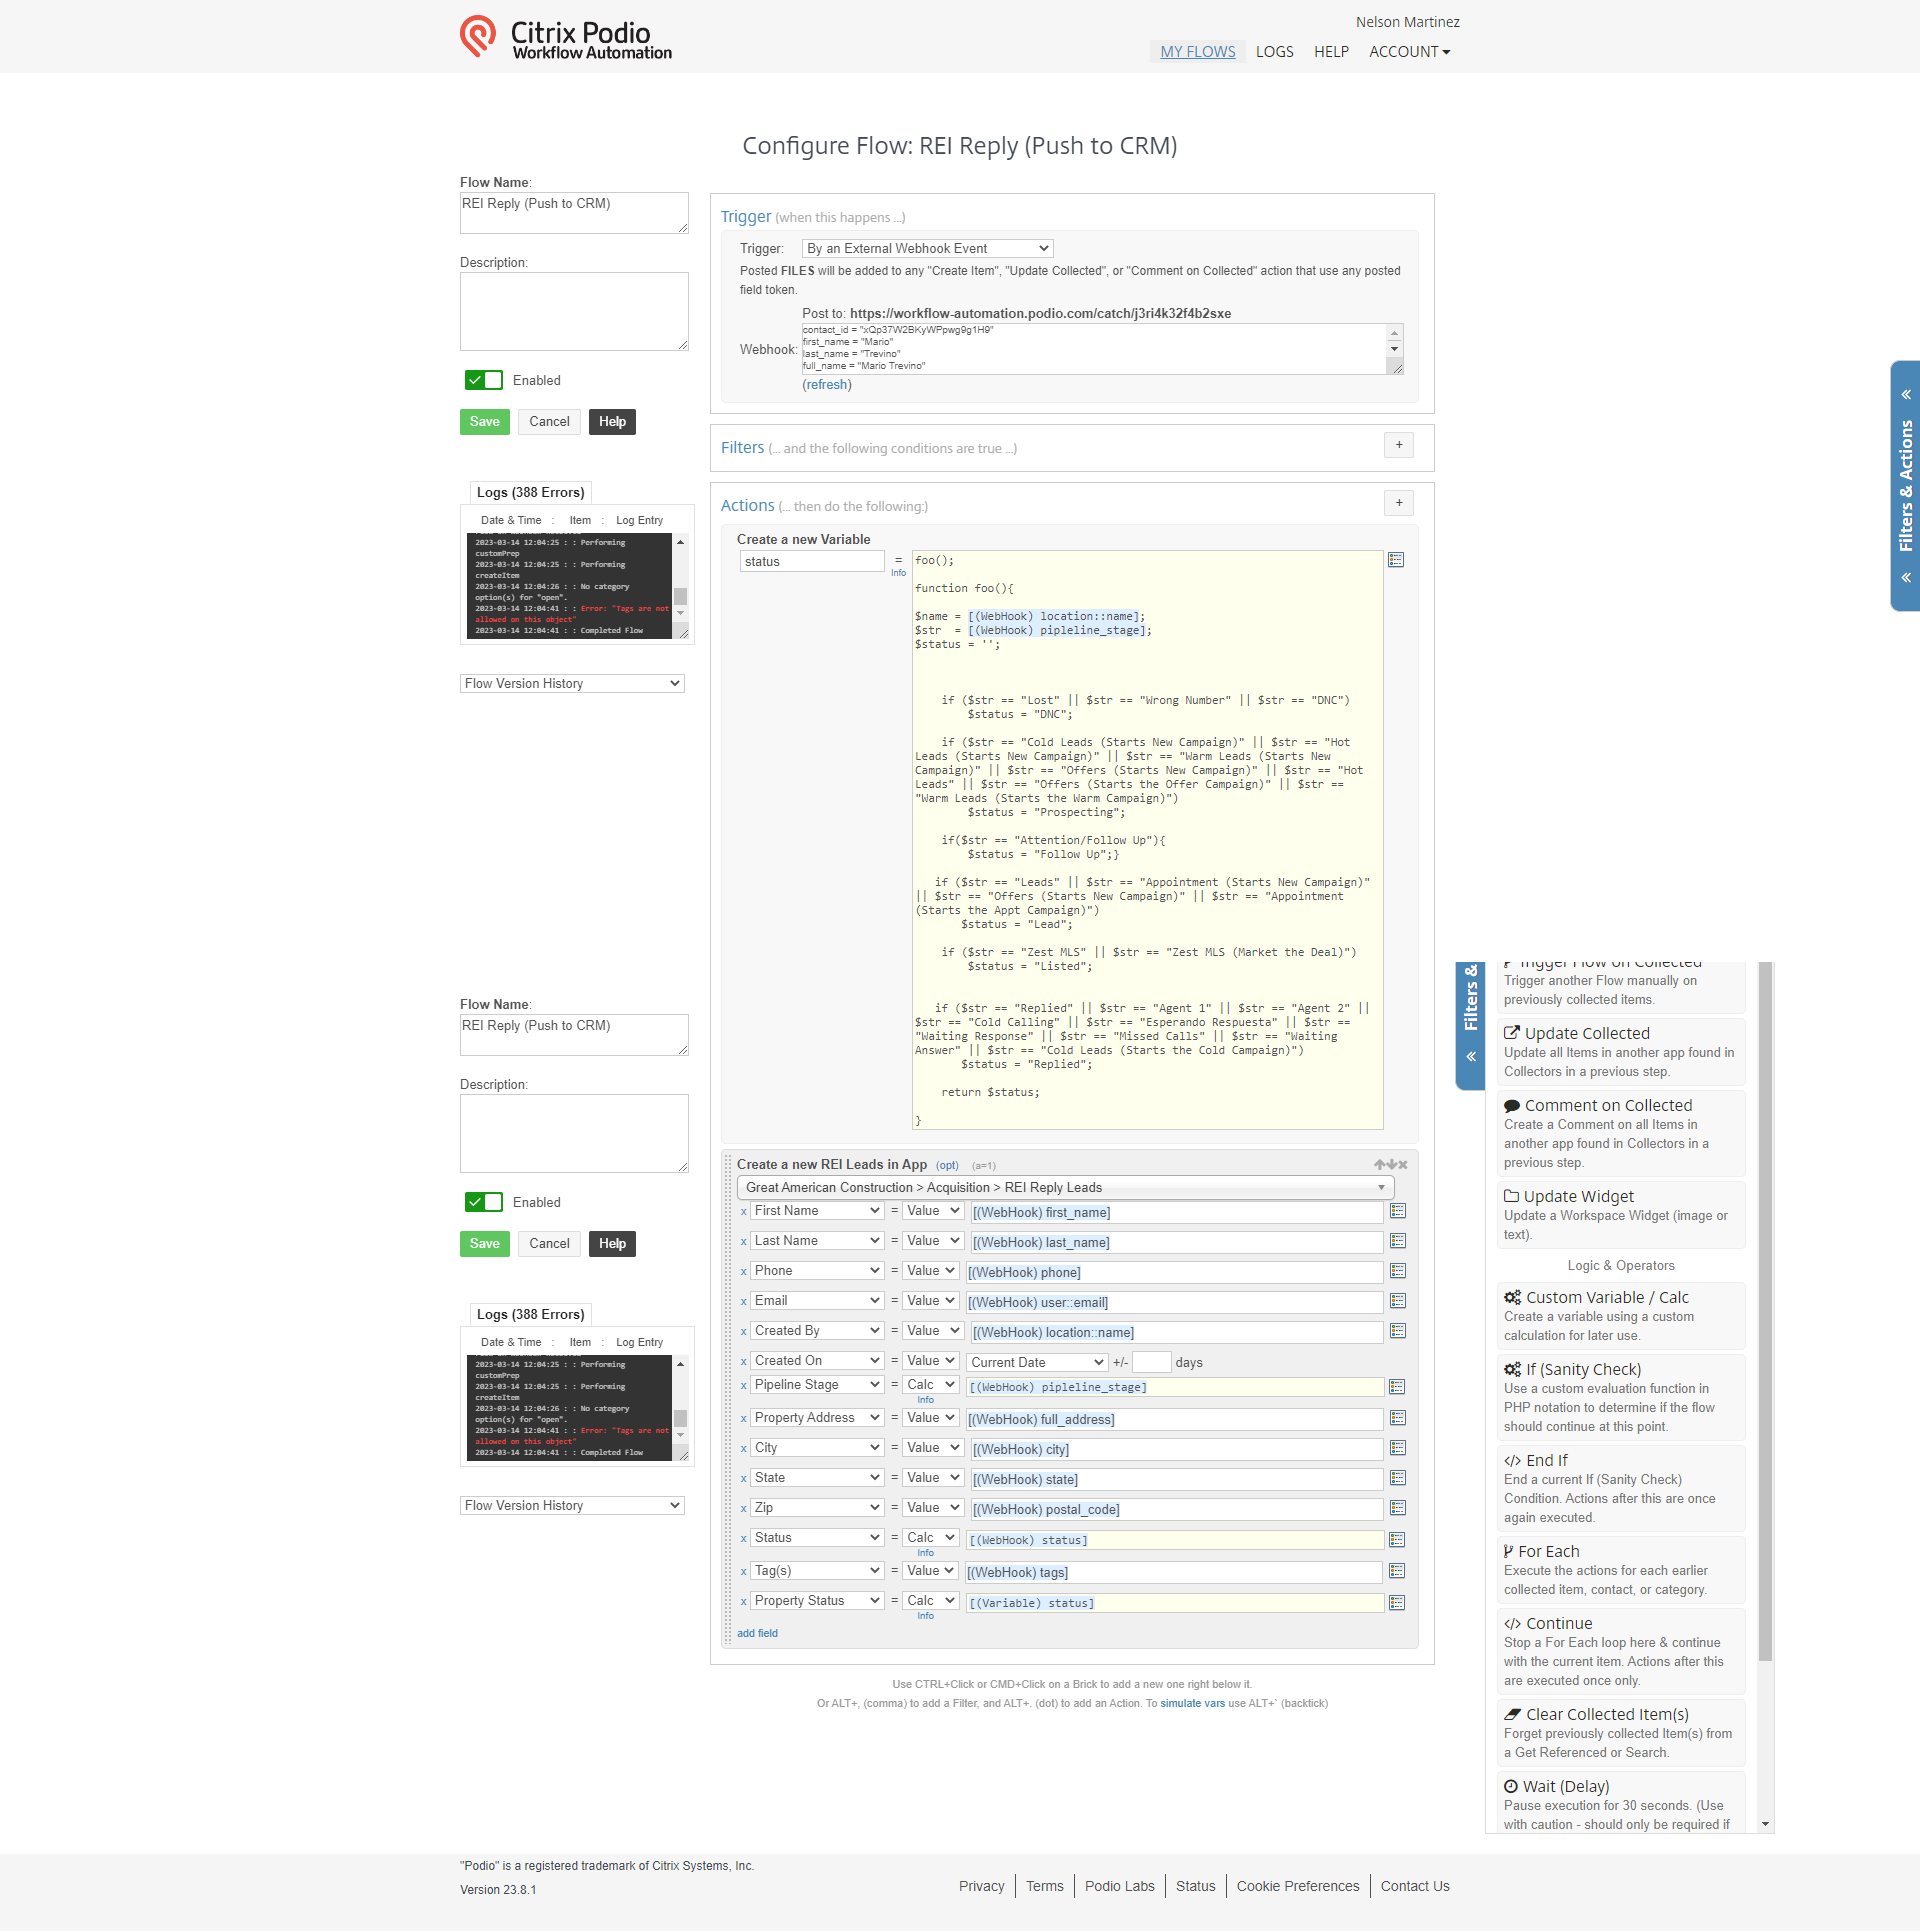 Citrix Podio
Workflow Automation
Nelson Martinez
MY FLOWS LOGS HELP ACCOUNT
Configure Flow: REI Reply (Push to CRM)
Flow Name:
REI Reply (Push to CRM)
Description:
Enabled
Save Cancel Help
Logs (388 Errors)
Date & Time : Item : Log Entry
2023-03-14 12:04:25 : : Performing
customPrep
2023-03-14 12:04:25 : : Performing
createItem
2023-03-14 12:04:26 : : No category
option(s) for "open".
2023-03-14 12:04:41 : : Error: "Tags are not
allowed on this object"
2023-03-14 12:04:41 : : Completed Flow
Flow Version History
Trigger (when this happens ...)
Trigger: By an External Webhook Event
Posted FILES will be added to any "Create Item", "Update Collected", or "Comment on Collected" action that use any posted
field token.
Post to: https://workflow-automation.podio.com/catch/j3ri4k32f4b2sxe
Webhook:
contact_id = "xQp37W2BKyWPpwg9g1H9"
first_name = "Mario"
last_name = "Trevino"
full_name = "Mario Trevino"
(refresh)
Filters (... and the following conditions are true ...)
+
Actions (... then do the following:)
+
Create a new Variable
status
=
Info
foo();
function foo(){
$name = [(WebHook) location::name];
$str = [(WebHook) pipleline_stage];
$status = '';
if ($str == "Lost" || $str == "Wrong Number" || $str == "DNC")
$status = "DNC";
if ($str == "Cold Leads (Starts New Campaign)" || $str == "Hot
Leads (Starts New Campaign)" || $str == "Warm Leads (Starts New
Campaign)" || $str == "Offers (Starts New Campaign)" || $str == "Hot
Leads" || $str == "Offers (Starts the Offer Campaign)" || $str ==
"Warm Leads (Starts the Warm Campaign)")
$status = "Prospecting";
if($str == "Attention/Follow Up"){
$status = "Follow Up";}
if ($str == "Leads" || $str == "Appointment (Starts New Campaign)"
|| $str == "Offers (Starts New Campaign)" || $str == "Appointment
(Starts the Appt Campaign)")
$status = "Lead";
if ($str == "Zest MLS" || $str == "Zest MLS (Market the Deal)")
$status = "Listed";
if ($str == "Replied" || $str == "Agent 1" || $str == "Agent 2" ||
$str == "Cold Calling" || $str == "Esperando Respuesta" || $str ==
"Waiting Response" || $str == "Missed Calls" || $str == "Waiting
Answer" || $str == "Cold Leads (Starts the Cold Campaign)")
$status = "Replied";
return $status;
}
Filters & Actions
Flow Name:
REI Reply (Push to CRM)
Description:
Enabled
Save Cancel Help
Logs (388 Errors)
Date & Time : Item : Log Entry
2023-03-14 12:04:25 : : Performing
customPrep
2023-03-14 12:04:25 : : Performing
createItem
2023-03-14 12:04:26 : : No category
option(s) for "open".
2023-03-14 12:04:41 : : Error: "Tags are not
allowed on this object"
2023-03-14 12:04:41 : : Completed Flow
Flow Version History
Create a new REI Leads in App (opt) (a=1)
Great American Construction > Acquisition > REI Reply Leads
x First Name = Value [(WebHook) first_name]
x Last Name = Value [(WebHook) last_name]
x Phone = Value [(WebHook) phone]
x Email = Value [(WebHook) user::email]
x Created By = Value [(WebHook) location::name]
x Created On = Value Current Date +/- days
x Pipeline Stage = Calc [(WebHook) pipleline_stage]
Info
x Property Address = Value [(WebHook) full_address]
x City = Value [(WebHook) city]
x State = Value [(WebHook) state]
x Zip = Value [(WebHook) postal_code]
x Status = Calc [(WebHook) status]
Info
x Tag(s) = Value [(WebHook) tags]
x Property Status = Calc [(Variable) status]
Info
add field
Use CTRL+Click or CMD+Click on a Brick to add a new one right below it.
Or ALT+, (comma) to add a Filter, and ALT+. (dot) to add an Action. To simulate vars use ALT+` (backtick)
Filters &
Trigger Flow on Collected
Trigger another Flow manually on
previously collected items.
Update Collected
Update all Items in another app found in
Collectors in a previous step.
Comment on Collected
Create a Comment on all Items in
another app found in Collectors in a
previous step.
Update Widget
Update a Workspace Widget (image or
text).
Logic & Operators
Custom Variable / Calc
Create a variable using a custom
calculation for later use.
If (Sanity Check)
Use a custom evaluation function in
PHP notation to determine if the flow
should continue at this point.
</> End If
End a current If (Sanity Check)
Condition. Actions after this are once
again executed.
For Each
Execute the actions for each earlier
collected item, contact, or category.
</> Continue
Stop a For Each loop here & continue
with the current item. Actions after this
are executed once only.
Clear Collected Item(s)
Forget previously collected Item(s) from
a Get Referenced or Search.
Wait (Delay)
Pause execution for 30 seconds. (Use
with caution - should only be required if
"Podio" is a registered trademark of Citrix Systems, Inc.
Version 23.8.1
Privacy Terms Podio Labs Status Cookie Preferences Contact Us